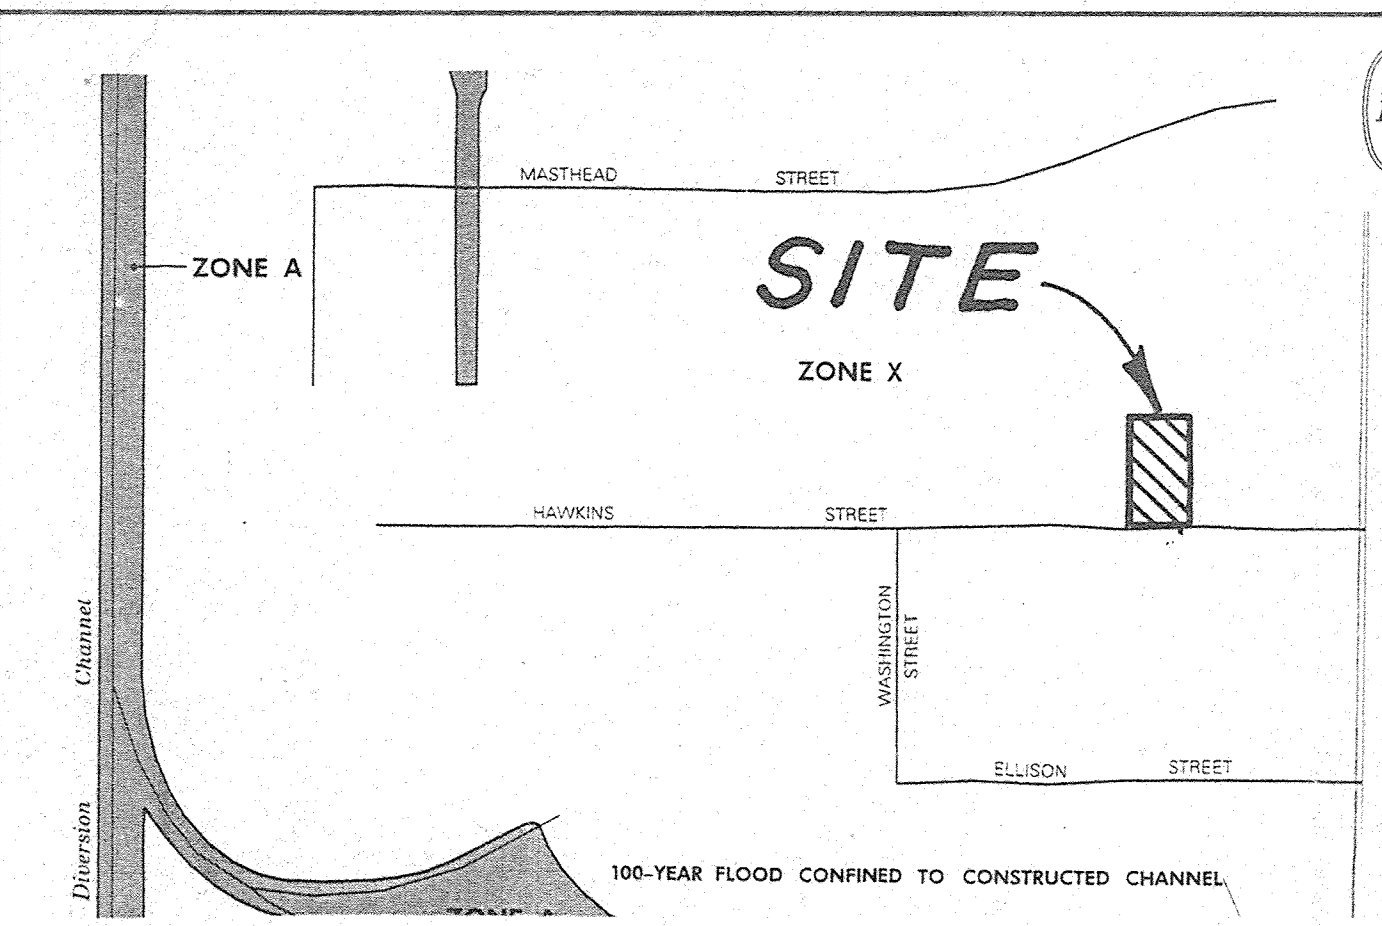 MASTHEAD STREET
SITE
ZONE A
ZONE X
HAWKINS STREET
WASHINGTON
STREET
Channel
ELLISON STREET
Diversion
100-YEAR FLOOD CONFINED TO CONSTRUCTED CHANNEL
ZONE A